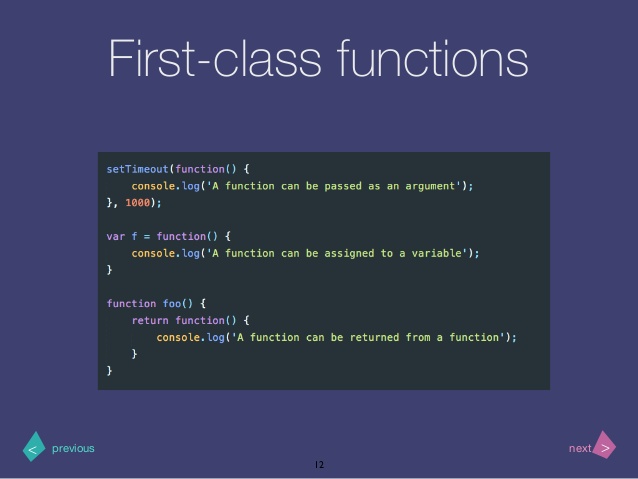 First-class functions
setTimeout(function() {
    console.log('A function can be passed as an argument');
}, 1000);
var f = function() {
    console.log('A function can be assigned to a variable');
}
function foo() {
    return function() {
        console.log('A function can be returned from a function');
    }
}
< previous
next >
12